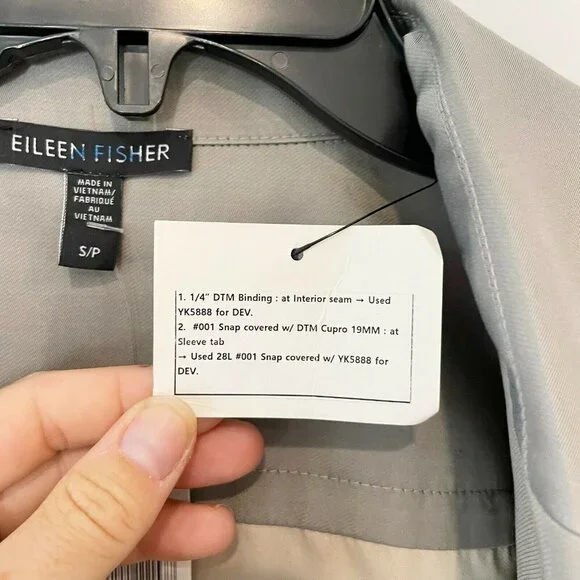 EILEEN FISHER
MADE IN
VIETNAM/
FABRIQUÉ
AU
VIETNAM
S/P
1. 1/4" DTM Binding : at Interior seam → Used
YK5888 for DEV.
2. #001 Snap covered w/ DTM Cupro 19MM : at
Sleeve tab
→ Used 28L #001 Snap covered w/ YK5888 for
DEV.